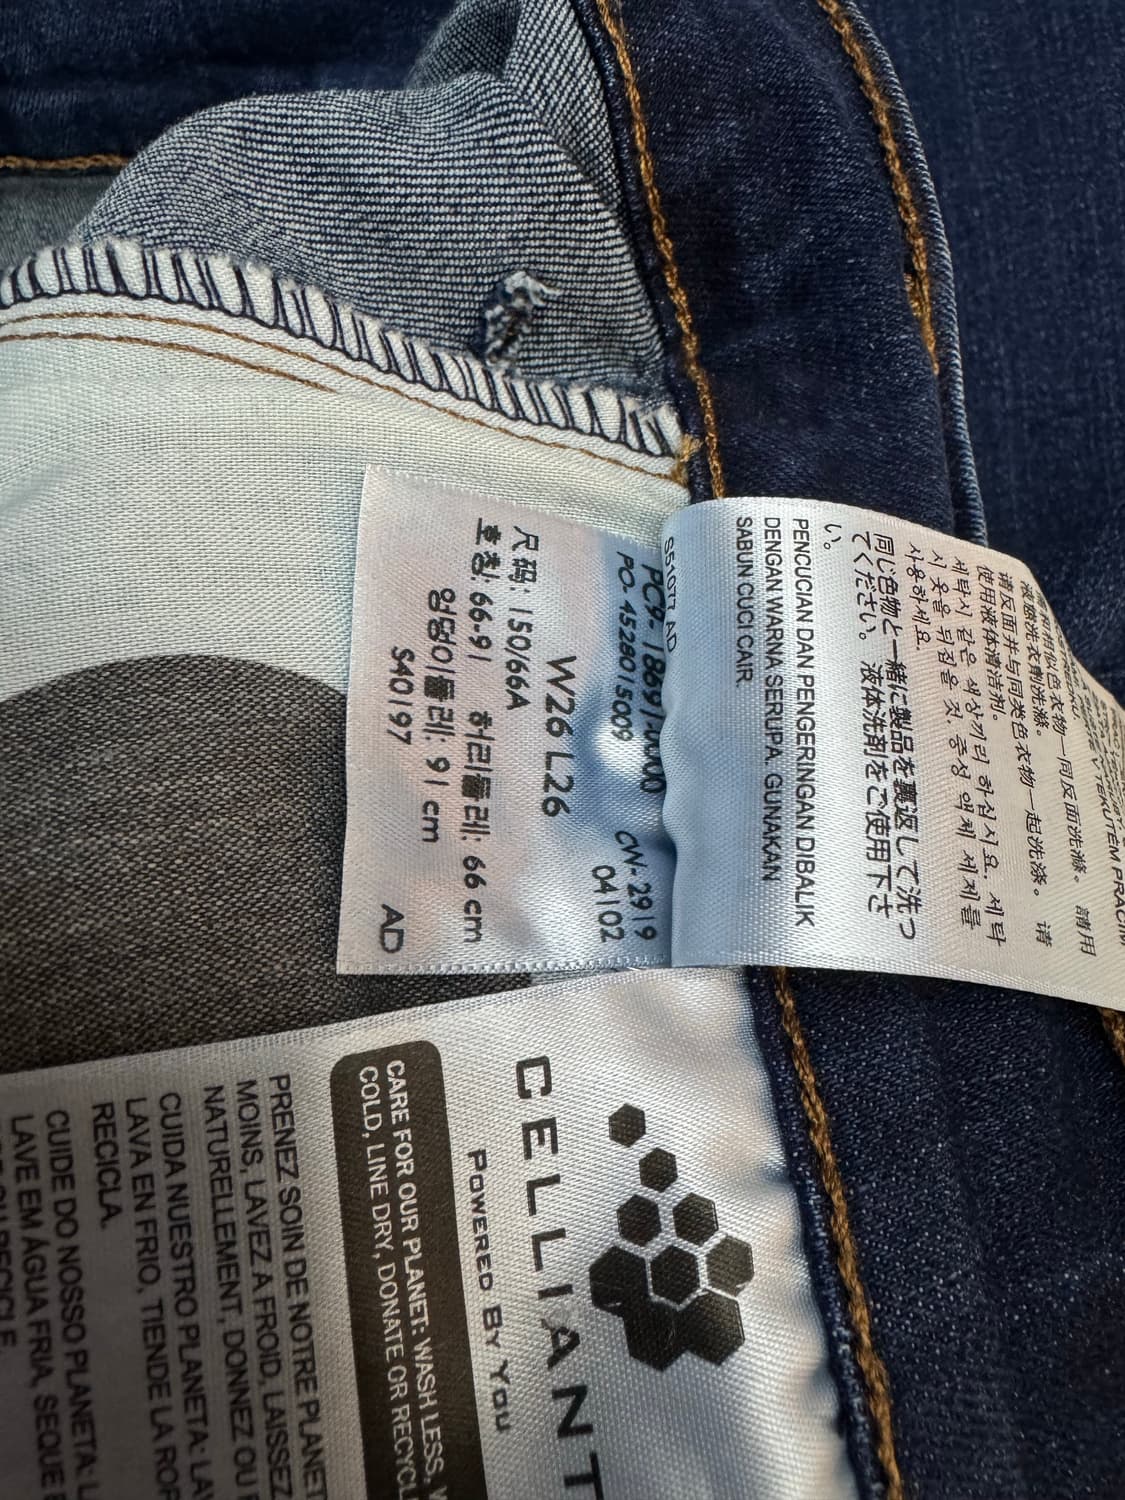 PC9- 18691-0000
PO- 4528015009 CN- 2919
04102
W26 L26
尺码: 150/66A
호칭: 66-91 허리둘레: 66 cm
엉덩이둘레: 91 cm
S40197 AD
使用液体清洁剂。
세탁시 같은 색상끼리 하십시요. 세탁
시 옷을 뒤집을 것. 중성 액체 세제를
사용하세요.
同じ色物と一緒に製品を裏返して洗っ
てください。 液体洗剤をご使用下さ
い。
PENCUCIAN DAN PENGERINGAN DIBALIK
DENGAN WARNA SERUPA. GUNAKAN
SABUN CUCI CAIR.
S51077 AD
CELLIANT
POWERED BY YOU
CARE FOR OUR PLANET: WASH LESS, W
COLD, LINE DRY, DONATE OR RECYCL
PRENEZ SOIN DE NOTRE PLANET
MOINS, LAVEZ A FROID, LAISSEZ
NATURELLEMENT, DONNEZ OU
CUIDA NUESTRO PLANETA: LAV
LAVA EN FRIO, TIENDE LA ROP
RECICLA.
CUIDE DO NOSSO PLANETA: L
LAVE EM ÁGUA FRIA, SEQUE